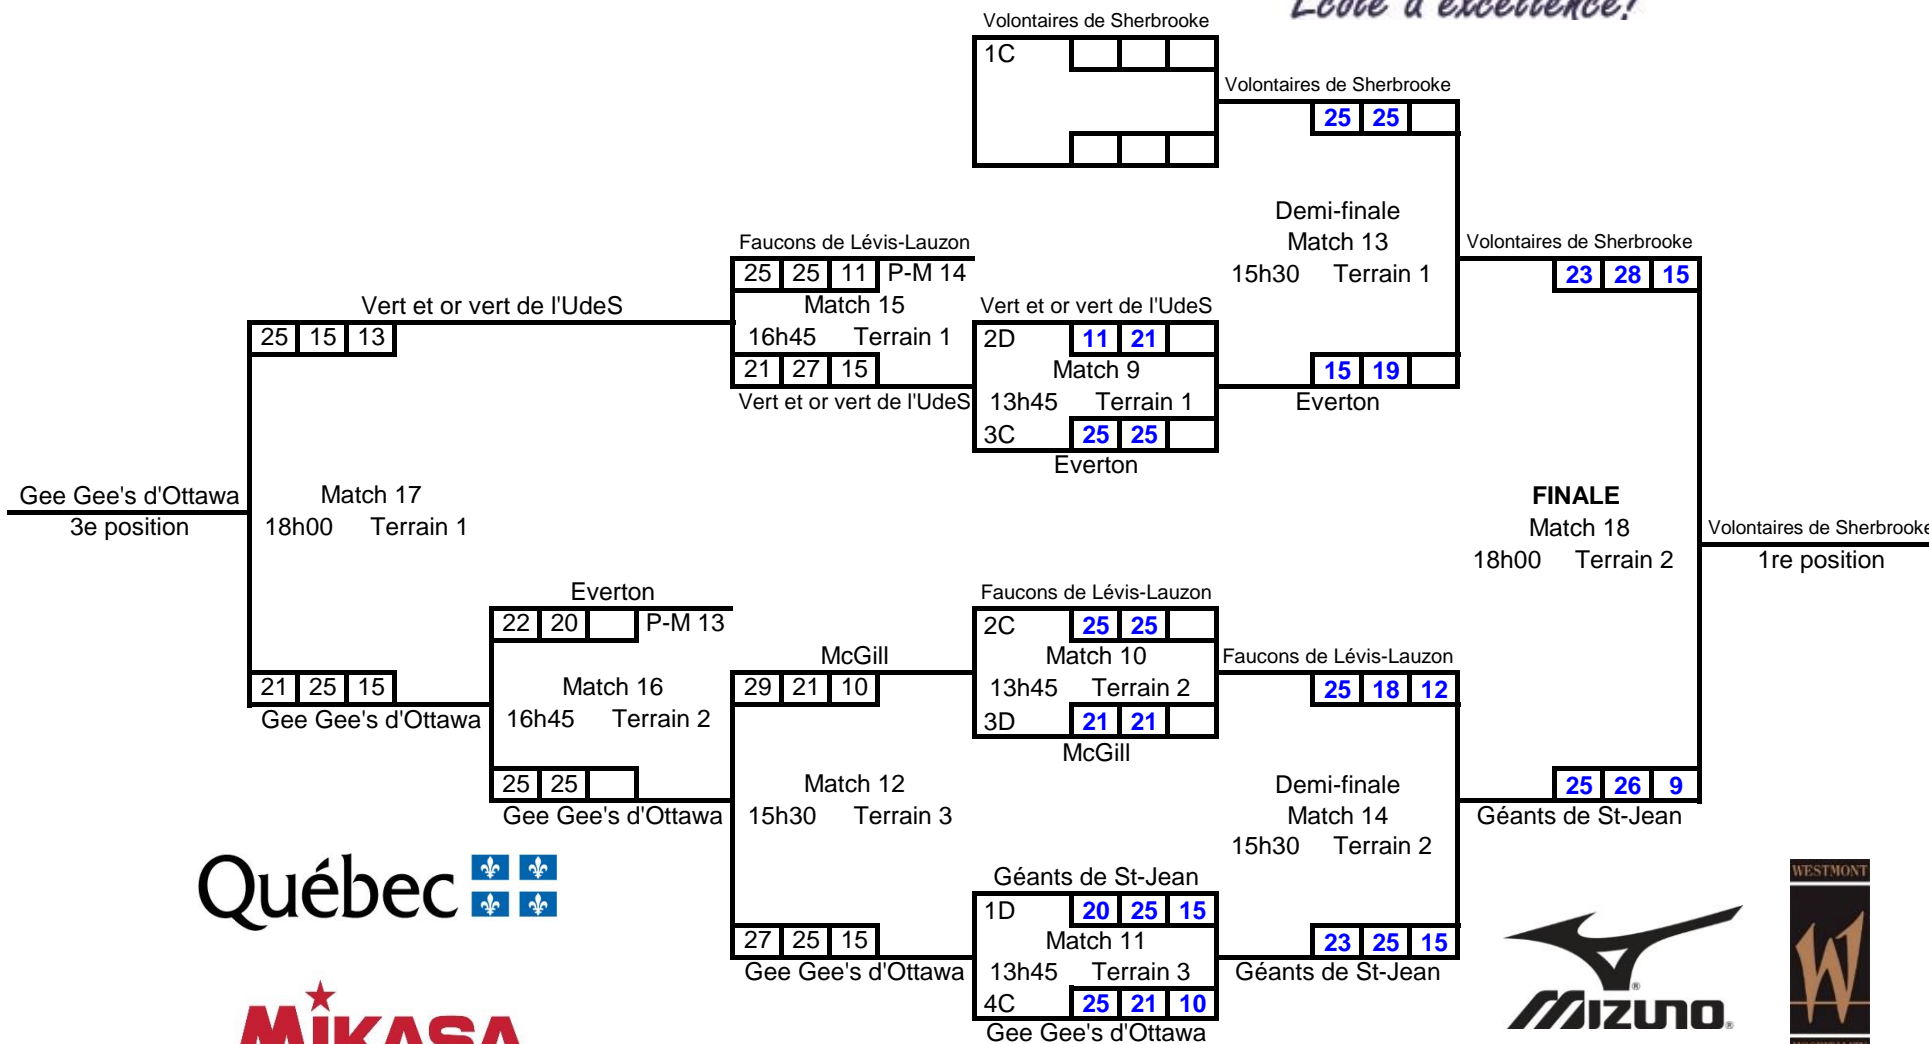 École d'excellence!
Volontaires de Sherbrooke
1C
Volontaires de Sherbrooke
25 25
Demi-finale
Match 13
15h30 Terrain 1
Faucons de Lévis-Lauzon
25 25 11 P-M 14
Match 15
16h45 Terrain 1
21 27 15
Vert et or vert de l'UdeS
Vert et or vert de l'UdeS
25 15 13
Vert et or vert de l'UdeS
2D 11 21
Match 9
13h45 Terrain 1
3C 25 25
Everton
15 19
Everton
Volontaires de Sherbrooke
23 28 15
Gee Gee's d'Ottawa
3e position
Match 17
18h00 Terrain 1
FINALE
Match 18
18h00 Terrain 2
Volontaires de Sherbrooke
1re position
Everton
22 20 P-M 13
Match 16
16h45 Terrain 2
21 25 15
Gee Gee's d'Ottawa
25 25
Gee Gee's d'Ottawa
McGill
29 21 10
Match 12
15h30 Terrain 3
27 25 15
Gee Gee's d'Ottawa
Faucons de Lévis-Lauzon
2C 25 25
Match 10
13h45 Terrain 2
3D 21 21
McGill
Faucons de Lévis-Lauzon
25 18 12
Demi-finale
Match 14
15h30 Terrain 2
25 26 9
Géants de St-Jean
Géants de St-Jean
1D 20 25 15
Match 11
13h45 Terrain 3
4C 25 21 10
Gee Gee's d'Ottawa
23 25 15
Géants de St-Jean
Québec
MIKASA
MIZUNO
WESTMONT